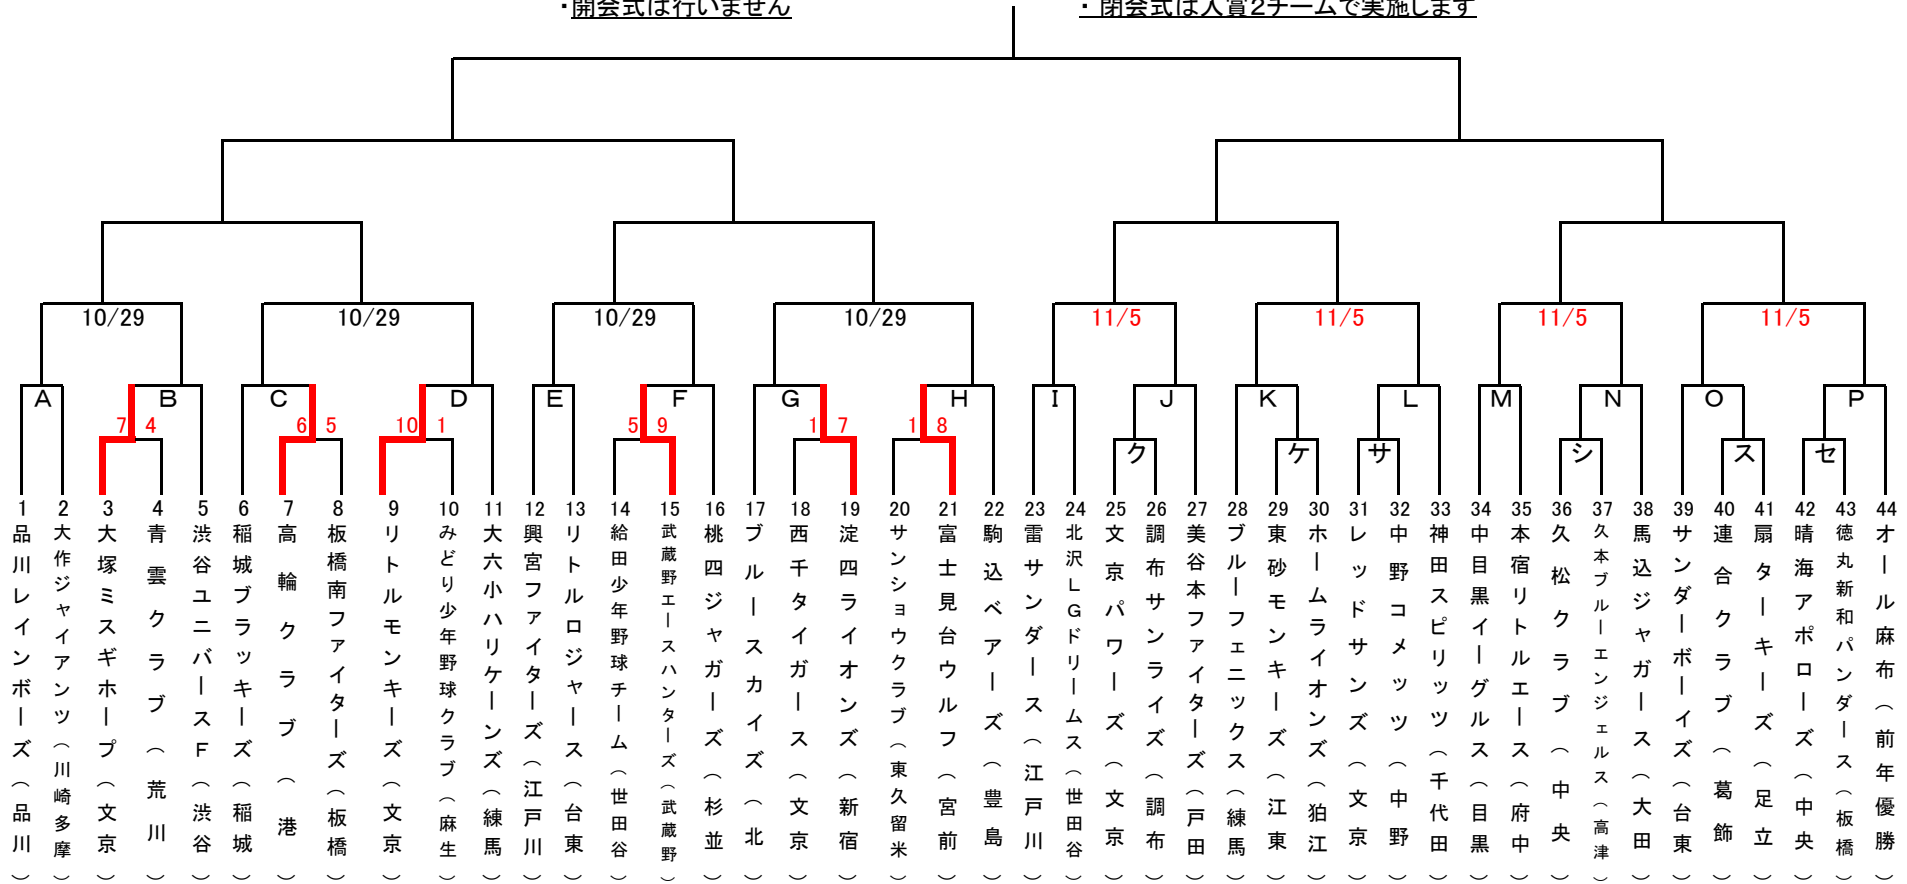 ・開会式は行いません
・閉会式は入賞2チームで実施します
10/29
10/29
10/29
10/29
11/5
11/5
11/5
11/5
A
B
C
D
E
F
G
H
I
J
K
L
M
N
O
P
7 4
6 5
10 1
5 9
1 7
1 8
ク
ケ
サ
シ
ス
セ
1 品川レインボーズ（品川）
2 大作ジャイアンツ（川崎多摩）
3 大塚ミスギホープ（文京）
4 青雲クラブ（荒川）
5 渋谷ユニバースF（渋谷）
6 稲城ブラッキーズ（稲城）
7 高輪クラブ（港）
8 板橋南ファイターズ（板橋）
9 リトルモンキーズ（文京）
10 みどり少年野球クラブ（麻生）
11 大六小ハリケーンズ（練馬）
12 興宮ファイターズ（江戸川）
13 リトルロジャース（台東）
14 給田少年野球チーム（世田谷）
15 武蔵野エースハンターズ（武蔵野）
16 桃四ジャガーズ（杉並）
17 ブルースカイズ（北）
18 西千タイガース（文京）
19 淀四ライオンズ（新宿）
20 サンショウクラブ（東久留米）
21 富士見台ウルフ（宮前）
22 駒込ベアーズ（豊島）
23 雷サンダース（江戸川）
24 北沢LGドリームス（世田谷）
25 文京パワーズ（文京）
26 調布サンライズ（調布）
27 美谷本ファイターズ（戸田）
28 ブルーフェニックス（練馬）
29 東砂モンキーズ（江東）
30 ホームライオンズ（狛江）
31 レッドサンズ（文京）
32 中野コメッツ（中野）
33 神田スピリッツ（千代田）
34 中目黒イーグルス（目黒）
35 本宿リトルエース（府中）
36 久松クラブ（中央）
37 久本ブルーエンジェルス（高津）
38 馬込ジャガース（大田）
39 サンダーボーイズ（台東）
40 連合クラブ（葛飾）
41 扇ターキーズ（足立）
42 晴海アポローズ（中央）
43 徳丸新和パンダース（板橋）
44 オール麻布（前年優勝）